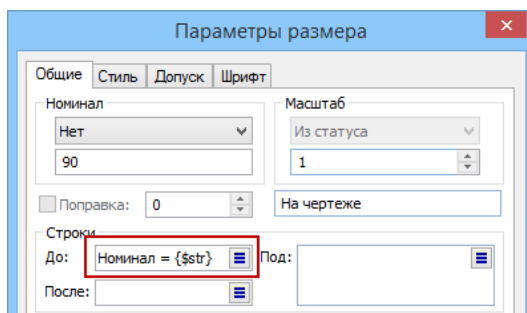 Параметры размера
Общие Стиль Допуск Шрифт
Номинал Масштаб
Нет Из статуса
90 1
Поправка: 0 На чертеже
Строки
До: Номинал = {$str} Под:
После: